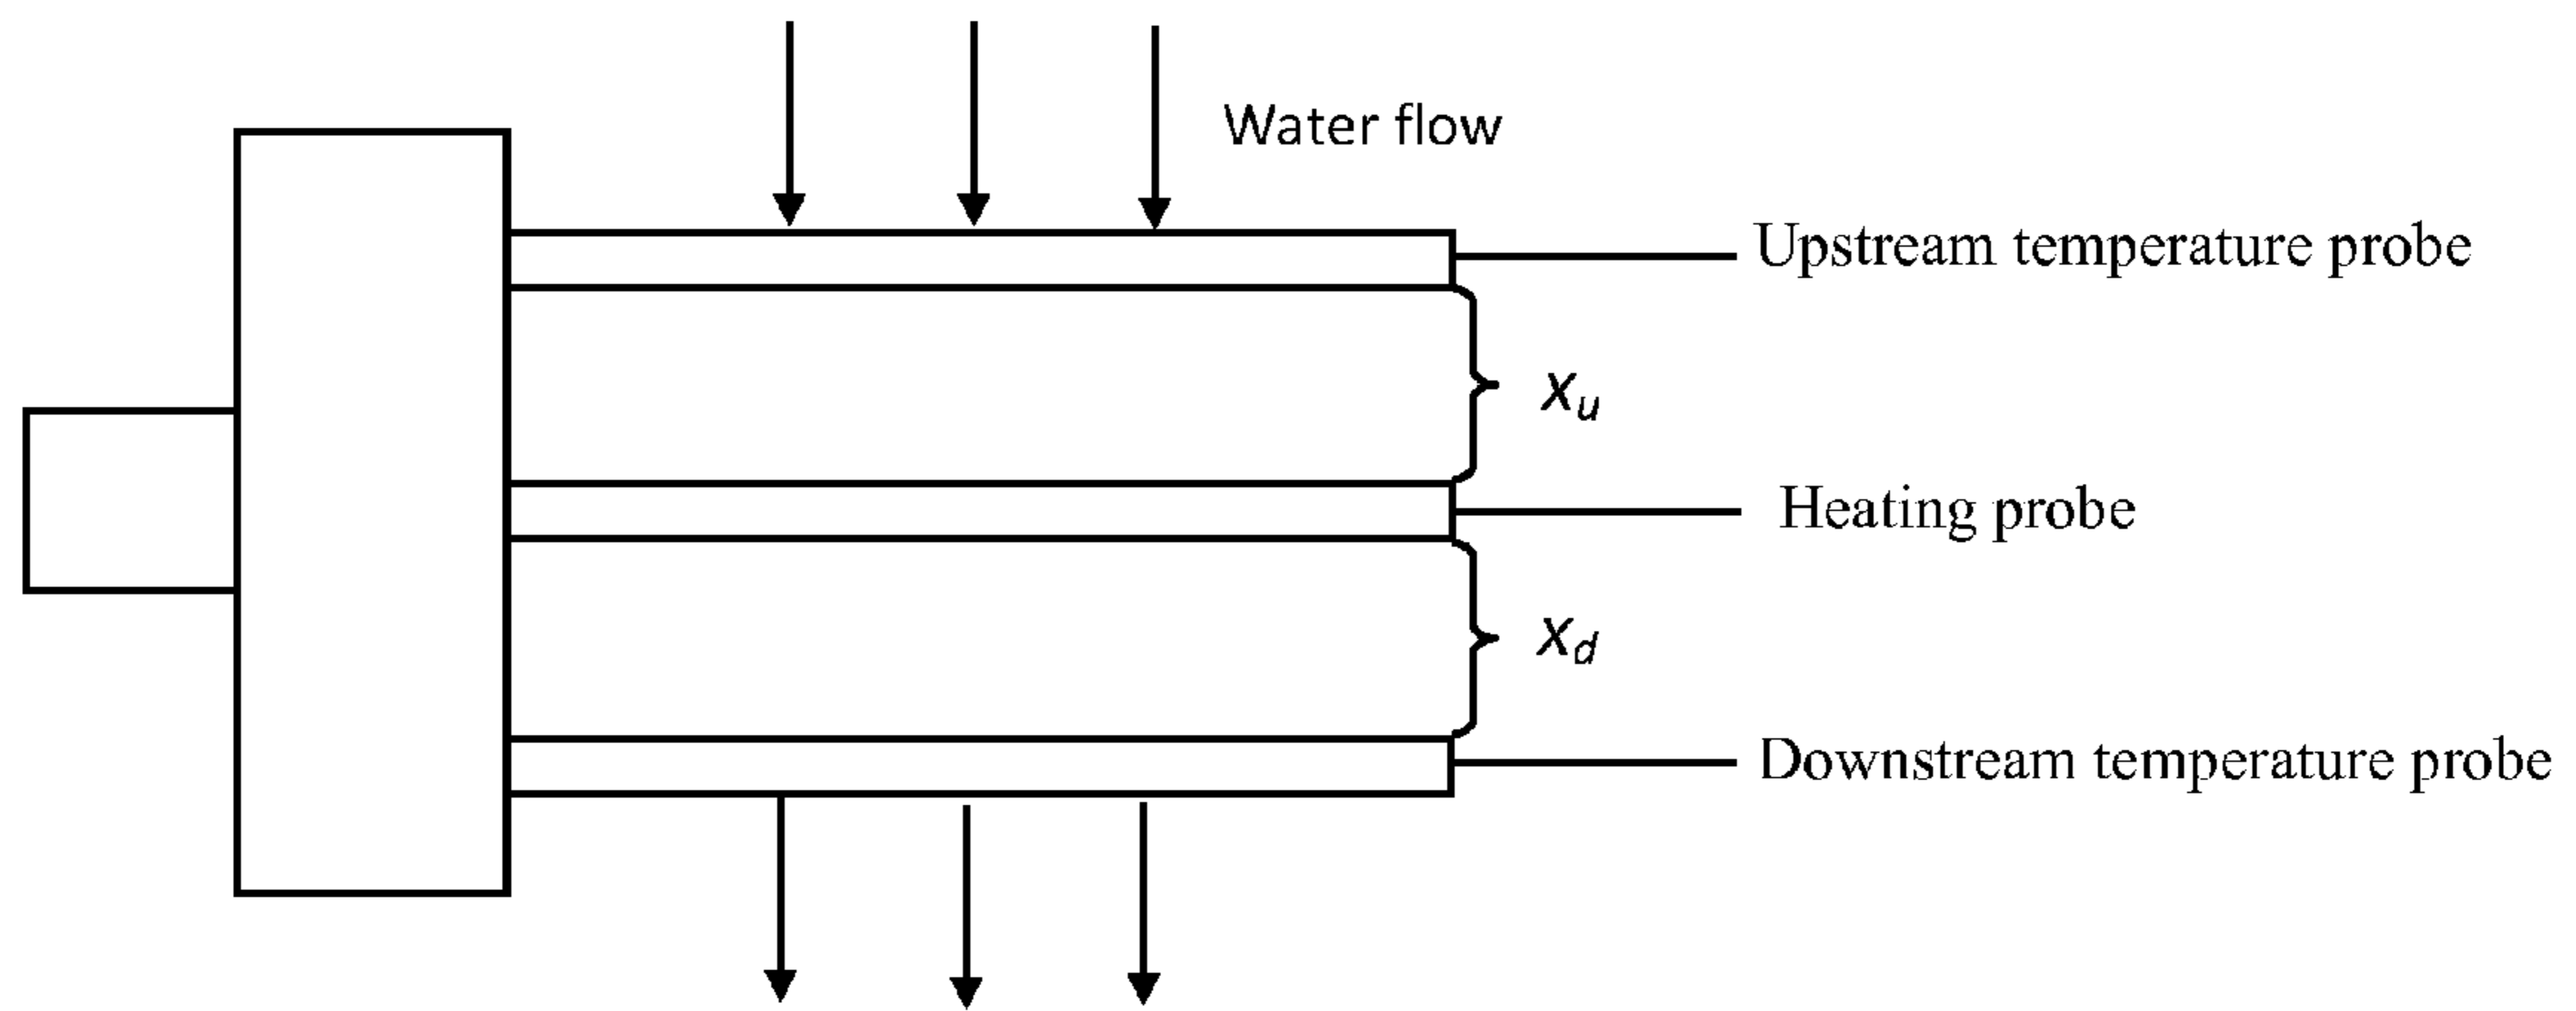 Water flow
Upstream temperature probe
x_u
Heating probe
x_d
Downstream temperature probe